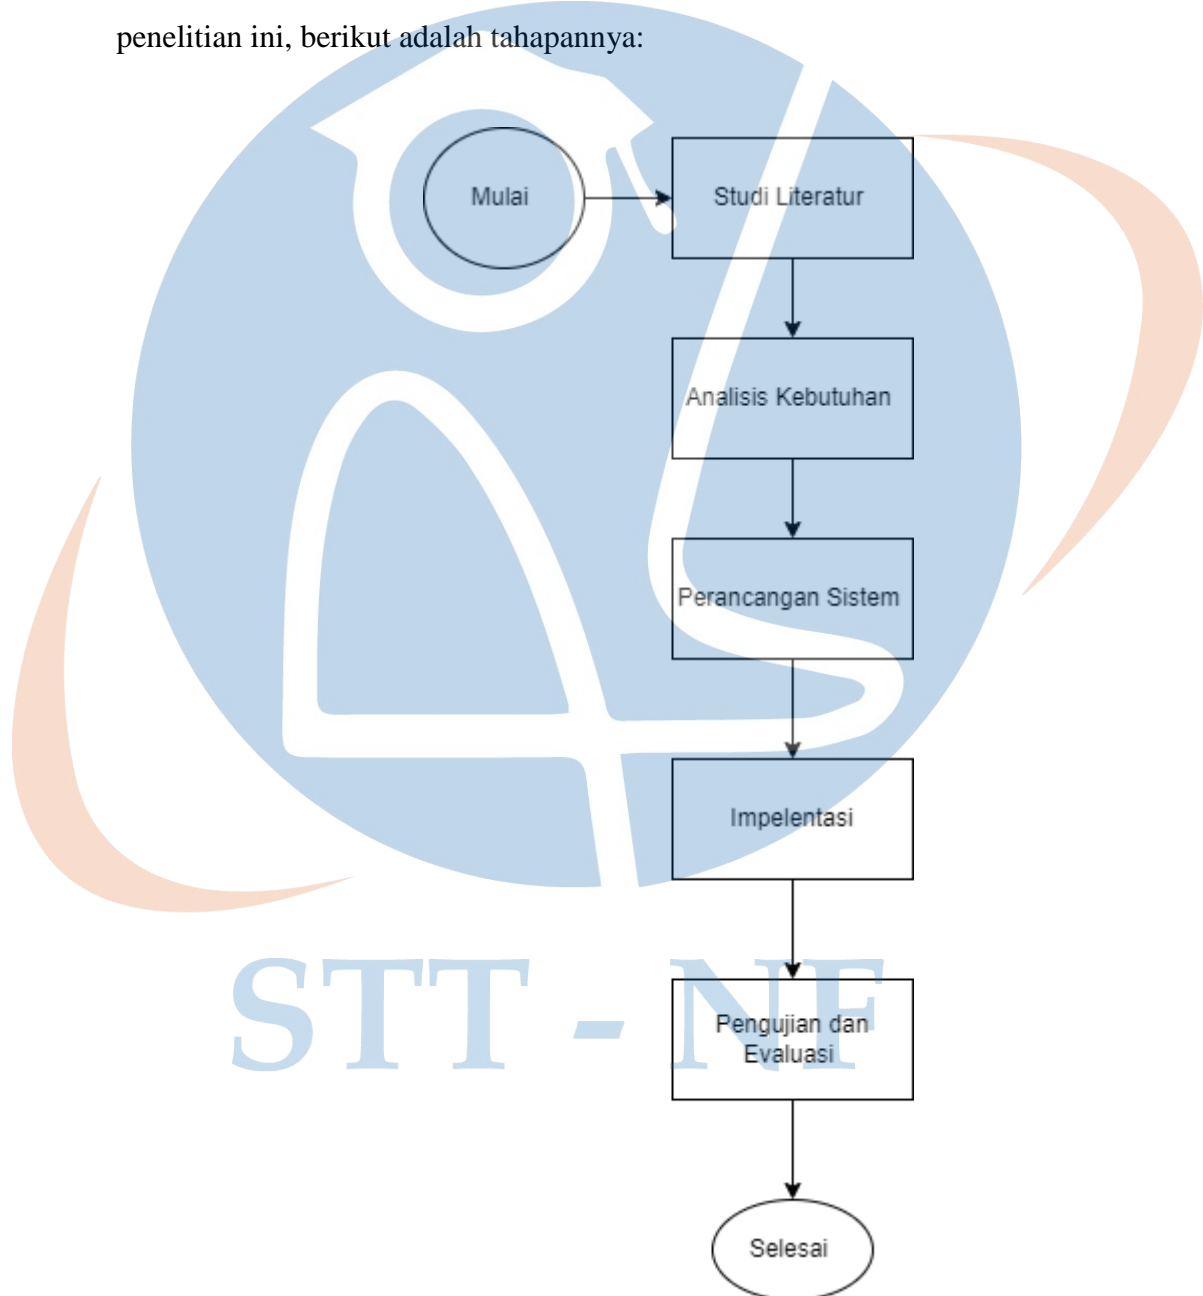 penelitian ini, berikut adalah tahapannya:
Mulai
Studi Literatur
Analisis Kebutuhan
Perancangan Sistem
Impelentasi
STT - NF
Pengujian dan
Evaluasi
Selesai